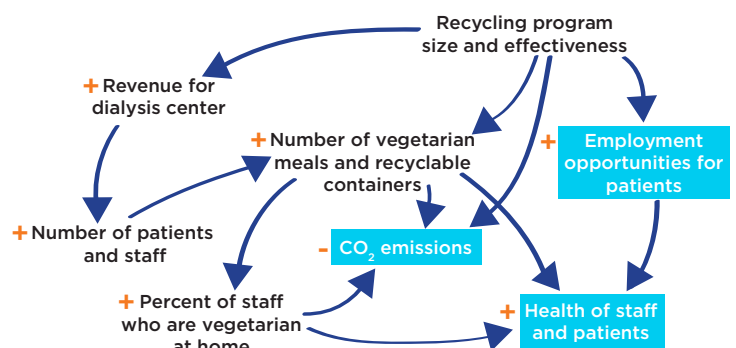 Recycling program
size and effectiveness
+ Revenue for
dialysis center
+ Number of vegetarian
meals and recyclable
containers
+ Employment
opportunities for
patients
+ Number of patients
and staff
- CO₂ emissions
+ Percent of staff
who are vegetarian
at home
+ Health of staff
and patients